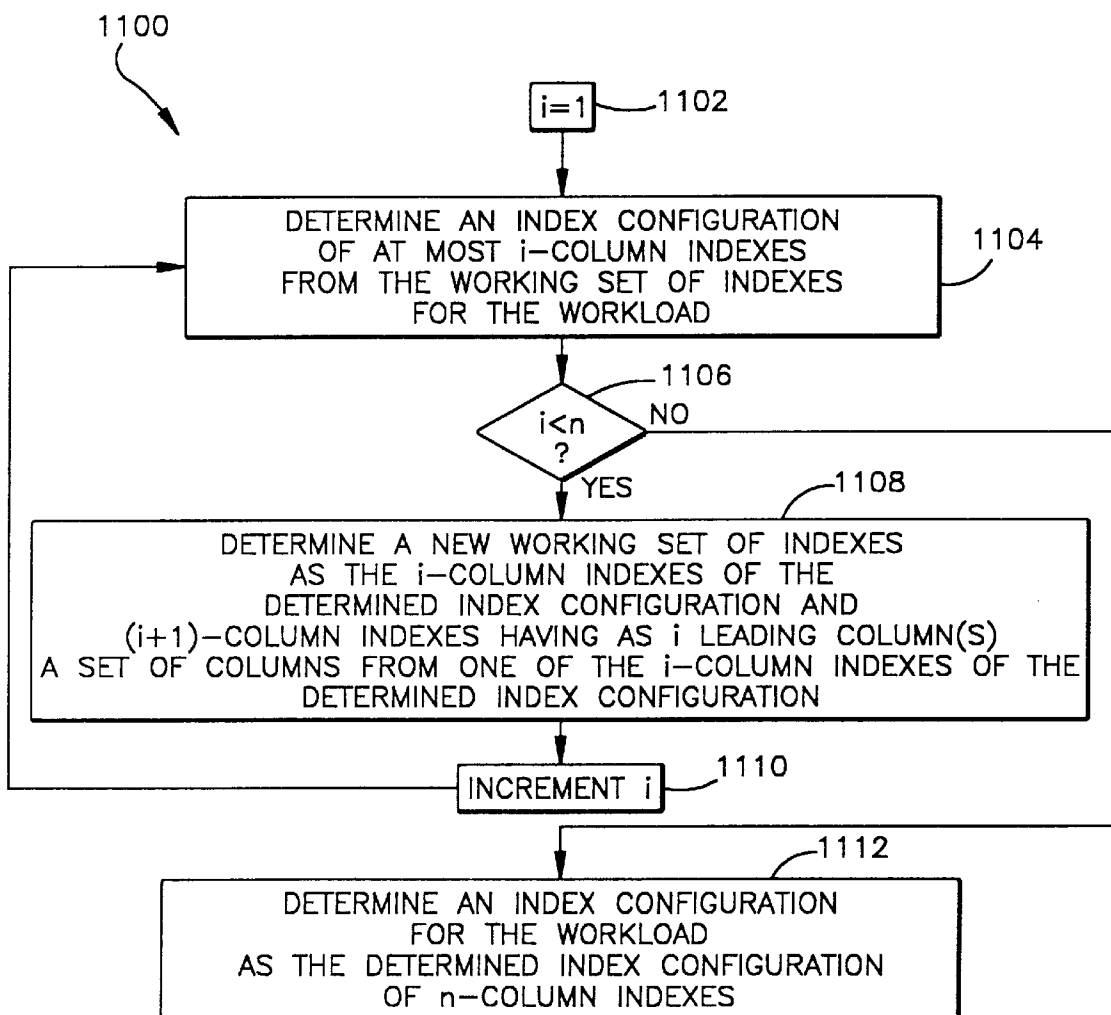 1100
i=1
1102
DETERMINE AN INDEX CONFIGURATION
OF AT MOST i-COLUMN INDEXES
FROM THE WORKING SET OF INDEXES
FOR THE WORKLOAD
1104
1106
i<n
?
NO
YES
1108
DETERMINE A NEW WORKING SET OF INDEXES
AS THE i-COLUMN INDEXES OF THE
DETERMINED INDEX CONFIGURATION AND
(i+1)-COLUMN INDEXES HAVING AS i LEADING COLUMN(S)
A SET OF COLUMNS FROM ONE OF THE i-COLUMN INDEXES OF THE
DETERMINED INDEX CONFIGURATION
INCREMENT i
1110
1112
DETERMINE AN INDEX CONFIGURATION
FOR THE WORKLOAD
AS THE DETERMINED INDEX CONFIGURATION
OF n-COLUMN INDEXES